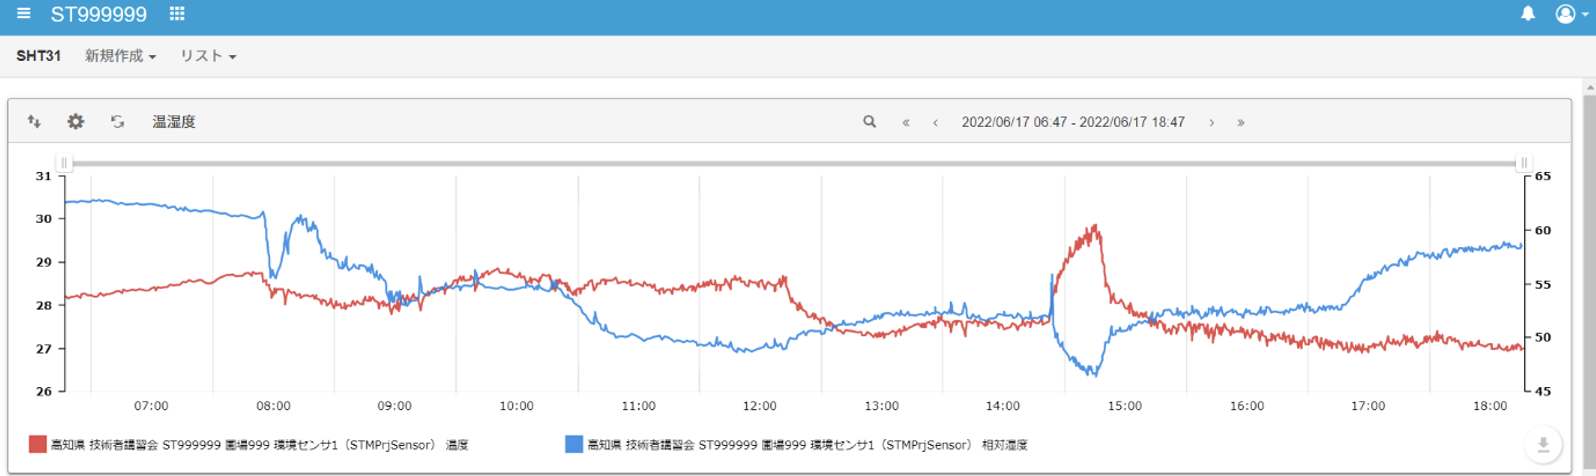 ST999999
SHT31 新規作成 リスト
温湿度 « ‹ 2022/06/17 06:47 - 2022/06/17 18:47 › »
31 65
30 60
29
28 55
27 50
26 45
07:00 08:00 09:00 10:00 11:00 12:00 13:00 14:00 15:00 16:00 17:00 18:00
高知県 技術者講習会 ST999999 圃場999 環境センサ1（STMPrjSensor） 温度 高知県 技術者講習会 ST999999 圃場999 環境センサ1（STMPrjSensor） 相対湿度